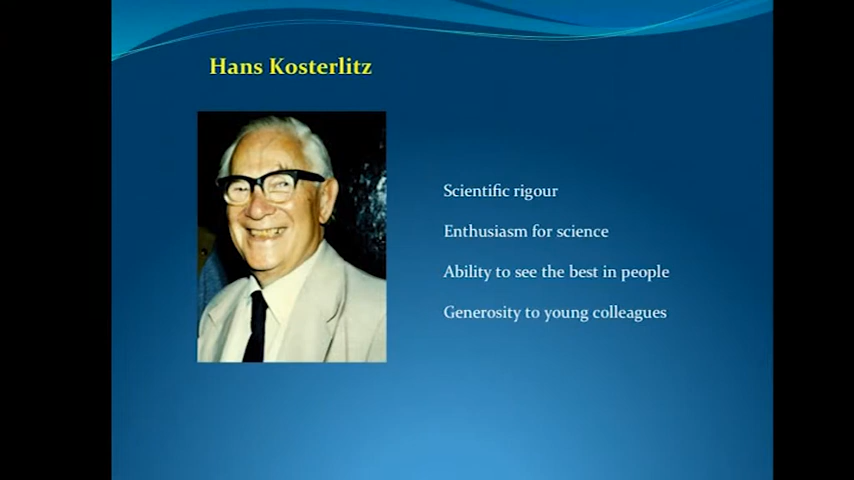 Hans Kosterlitz
Scientific rigour
Enthusiasm for science
Ability to see the best in people
Generosity to young colleagues